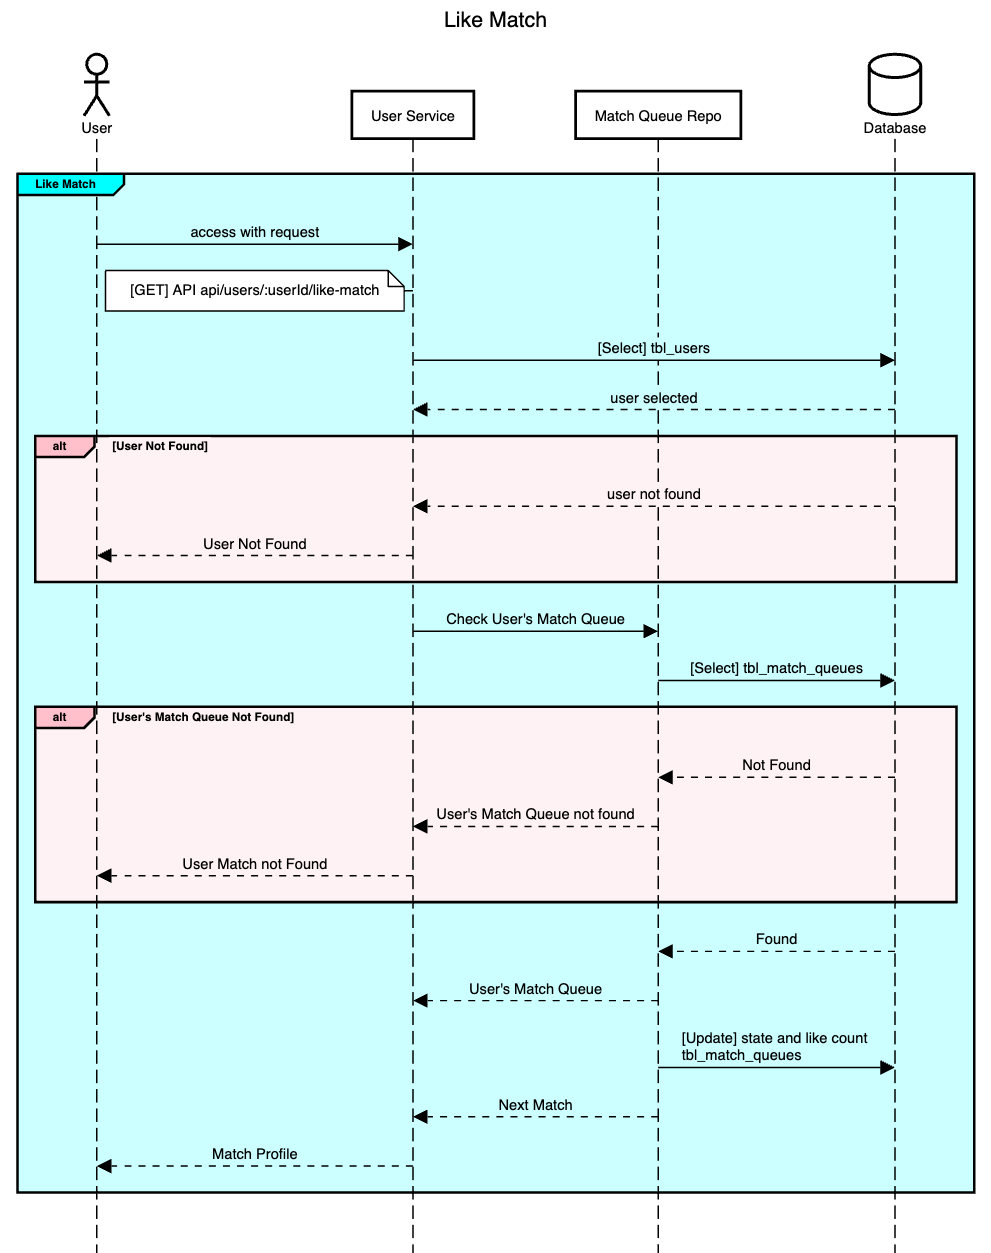 Like Match
User
User Service
Match Queue Repo
Database
Like Match
access with request
[GET] API api/users/:userId/like-match
[Select] tbl_users
user selected
alt
[User Not Found]
user not found
User Not Found
Check User's Match Queue
[Select] tbl_match_queues
alt
[User's Match Queue Not Found]
Not Found
User's Match Queue not found
User Match not Found
Found
User's Match Queue
[Update] state and like count
tbl_match_queues
Next Match
Match Profile